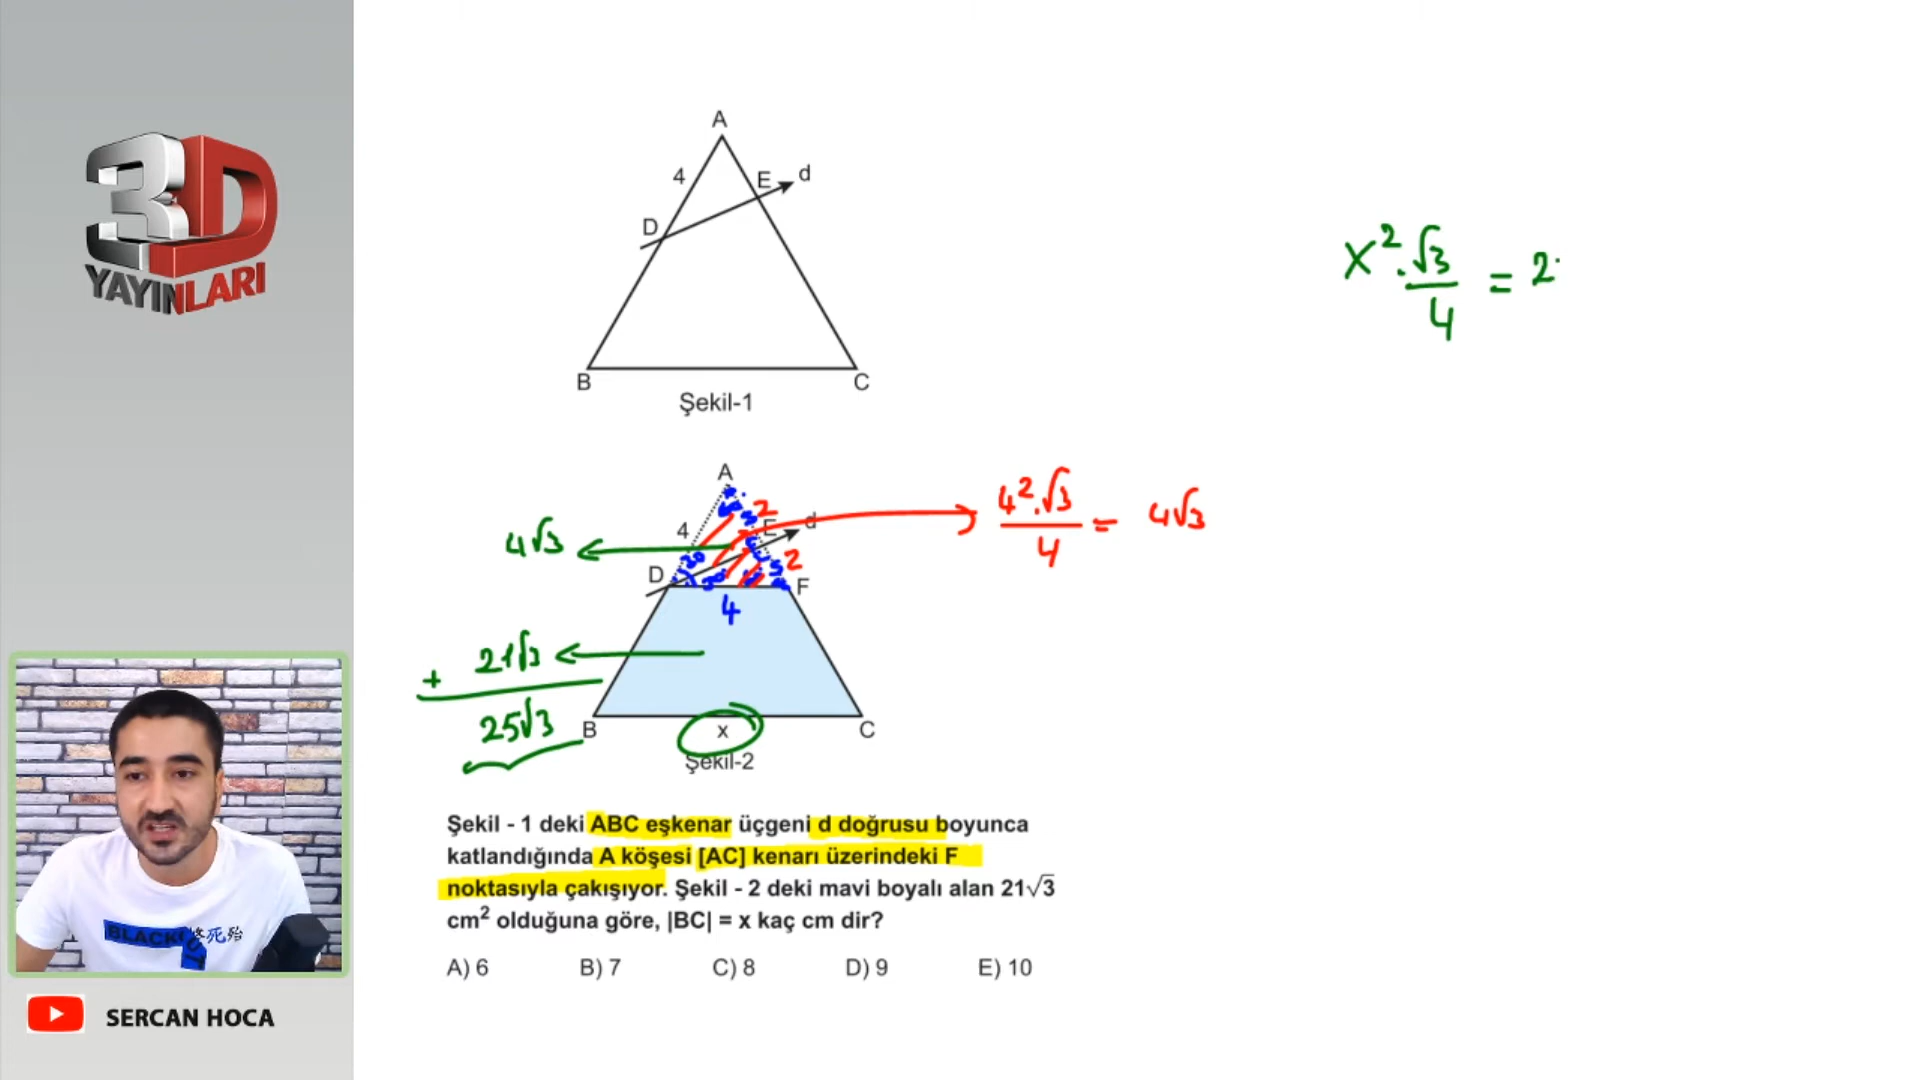 3D
YAYINLARI
A
4
E
d
D
B
C
Şekil-1
x² . √3 / 4 = 2
A
4
2
E
d
4² . √3 / 4 = 4√3
4√3
30
2
D
F
4
21√3
+
25√3
B
x
C
Şekil-2
Şekil - 1 deki ABC eşkenar üçgeni d doğrusu boyunca
katlandığında A köşesi [AC] kenarı üzerindeki F
noktasıyla çakışıyor. Şekil - 2 deki mavi boyalı alan 21√3
cm² olduğuna göre, |BC| = x kaç cm dir?
A) 6 B) 7 C) 8 D) 9 E) 10
SERCAN HOCA